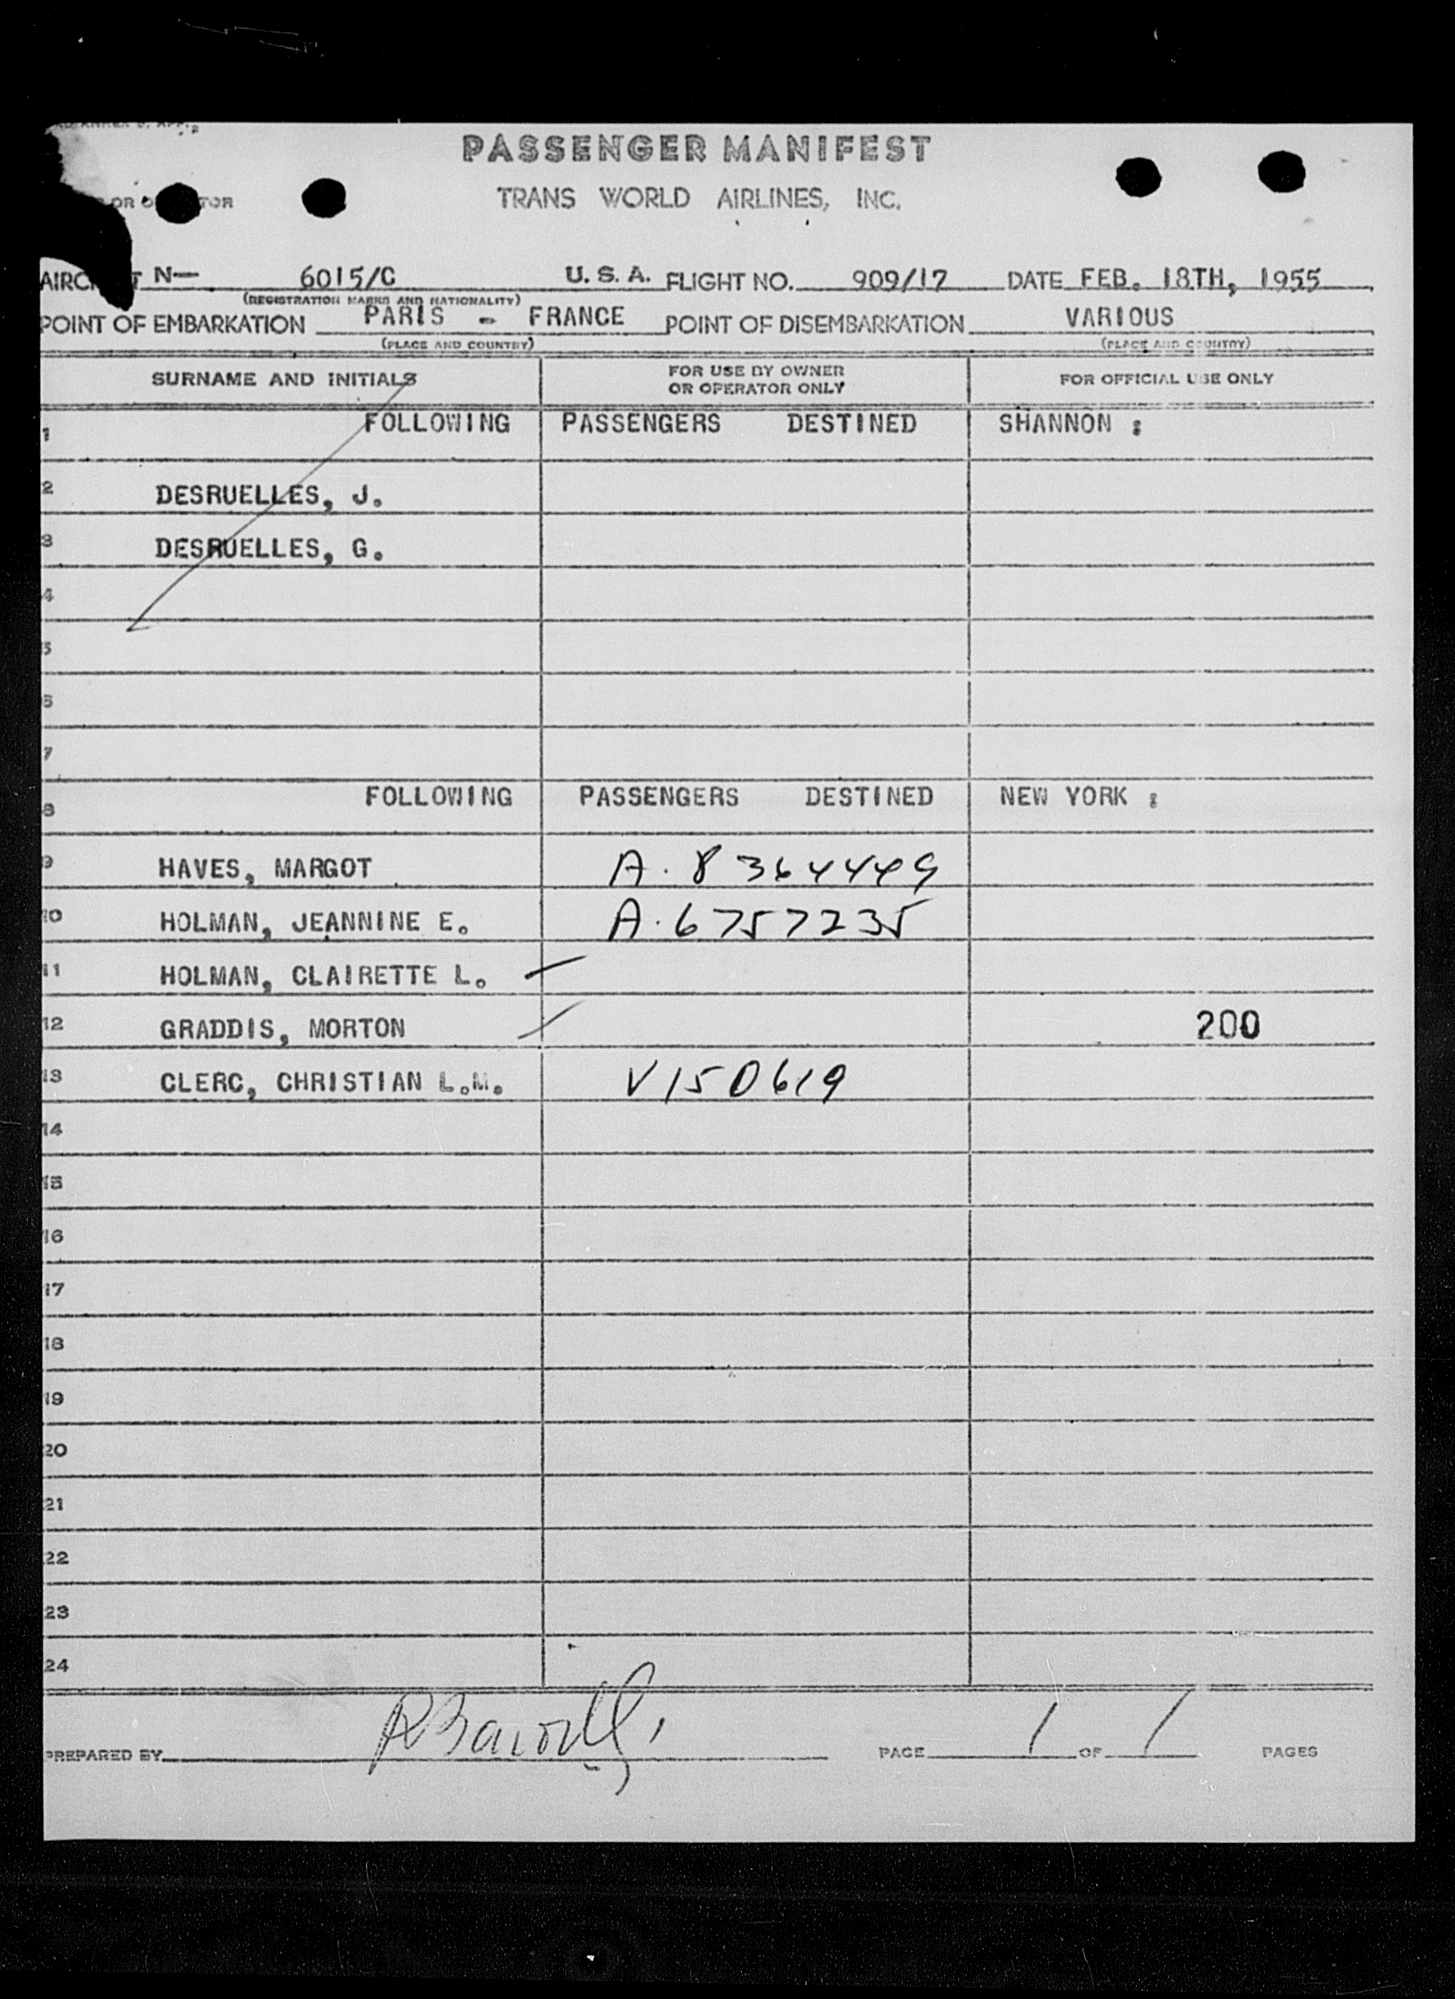 PASSENGER MANIFEST
TRANS WORLD AIRLINES, INC.
AIRCRAFT N- 6015/C U. S. A. FLIGHT NO. 909/17 DATE FEB. 18TH, 1955
(REGISTRATION MARKS AND NATIONALITY)
POINT OF EMBARKATION PARIS - FRANCE POINT OF DISEMBARKATION VARIOUS
(PLACE AND COUNTRY) (PLACE AND COUNTRY)
SURNAME AND INITIALS FOR USE BY OWNER OR OPERATOR ONLY FOR OFFICIAL USE ONLY
1 FOLLOWING PASSENGERS DESTINED SHANNON :
2 DESRUELLES, J.
3 DESRUELLES, G.
4
5
6
7
8 FOLLOWING PASSENGERS DESTINED NEW YORK :
9 HAVES, MARGOT A. 8364449
10 HOLMAN, JEANNINE E. A. 6757235
11 HOLMAN, CLAIRETTE L.
12 GRADDIS, MORTON 200
13 CLERC, CHRISTIAN L.M. V150619
14
15
16
17
18
19
20
21
22
23
24
PREPARED BY PAGE 1 OF 1 PAGES